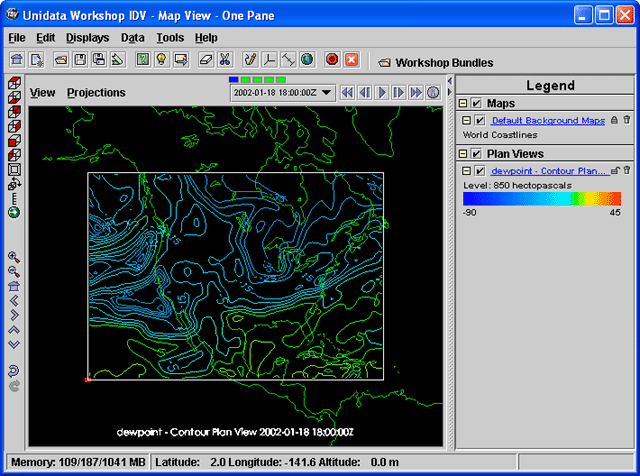 Unidata Workshop IDV - Map View - One Pane
File Edit Displays Data Tools Help
Workshop Bundles
View Projections
2002-01-18 18:00:00Z
Legend
Maps
Default Background Maps
World Coastlines
Plan Views
dewpoint - Contour Plan...
Level: 850 hectopascals
-90 45
dewpoint - Contour Plan View 2002-01-18 18:00:00Z
Memory: 109/187/1041 MB Latitude: 2.0 Longitude: -141.6 Altitude: 0.0 m